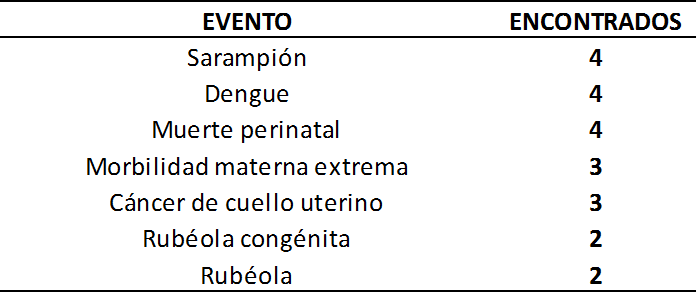 EVENTO ENCONTRADOS
Sarampión 4
Dengue 4
Muerte perinatal 4
Morbilidad materna extrema 3
Cáncer de cuello uterino 3
Rubéola congénita 2
Rubéola 2